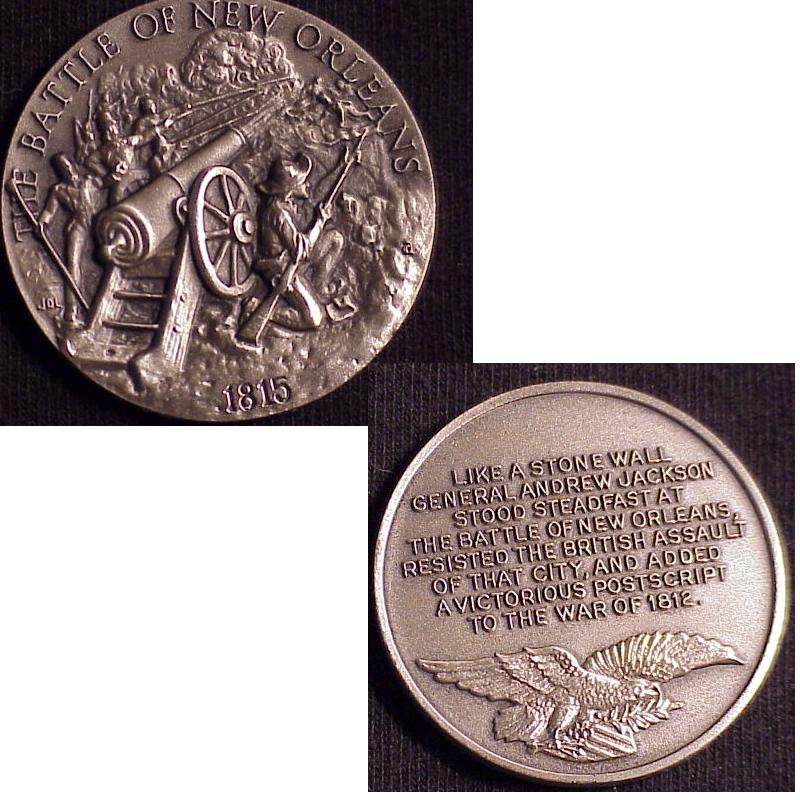 THE BATTLE OF NEW ORLEANS
1815
LIKE A STONE WALL
GENERAL ANDREW JACKSON
STOOD STEADFAST AT
THE BATTLE OF NEW ORLEANS,
RESISTED THE BRITISH ASSAULT
OF THAT CITY, AND ADDED
A VICTORIOUS POSTSCRIPT
TO THE WAR OF 1812.